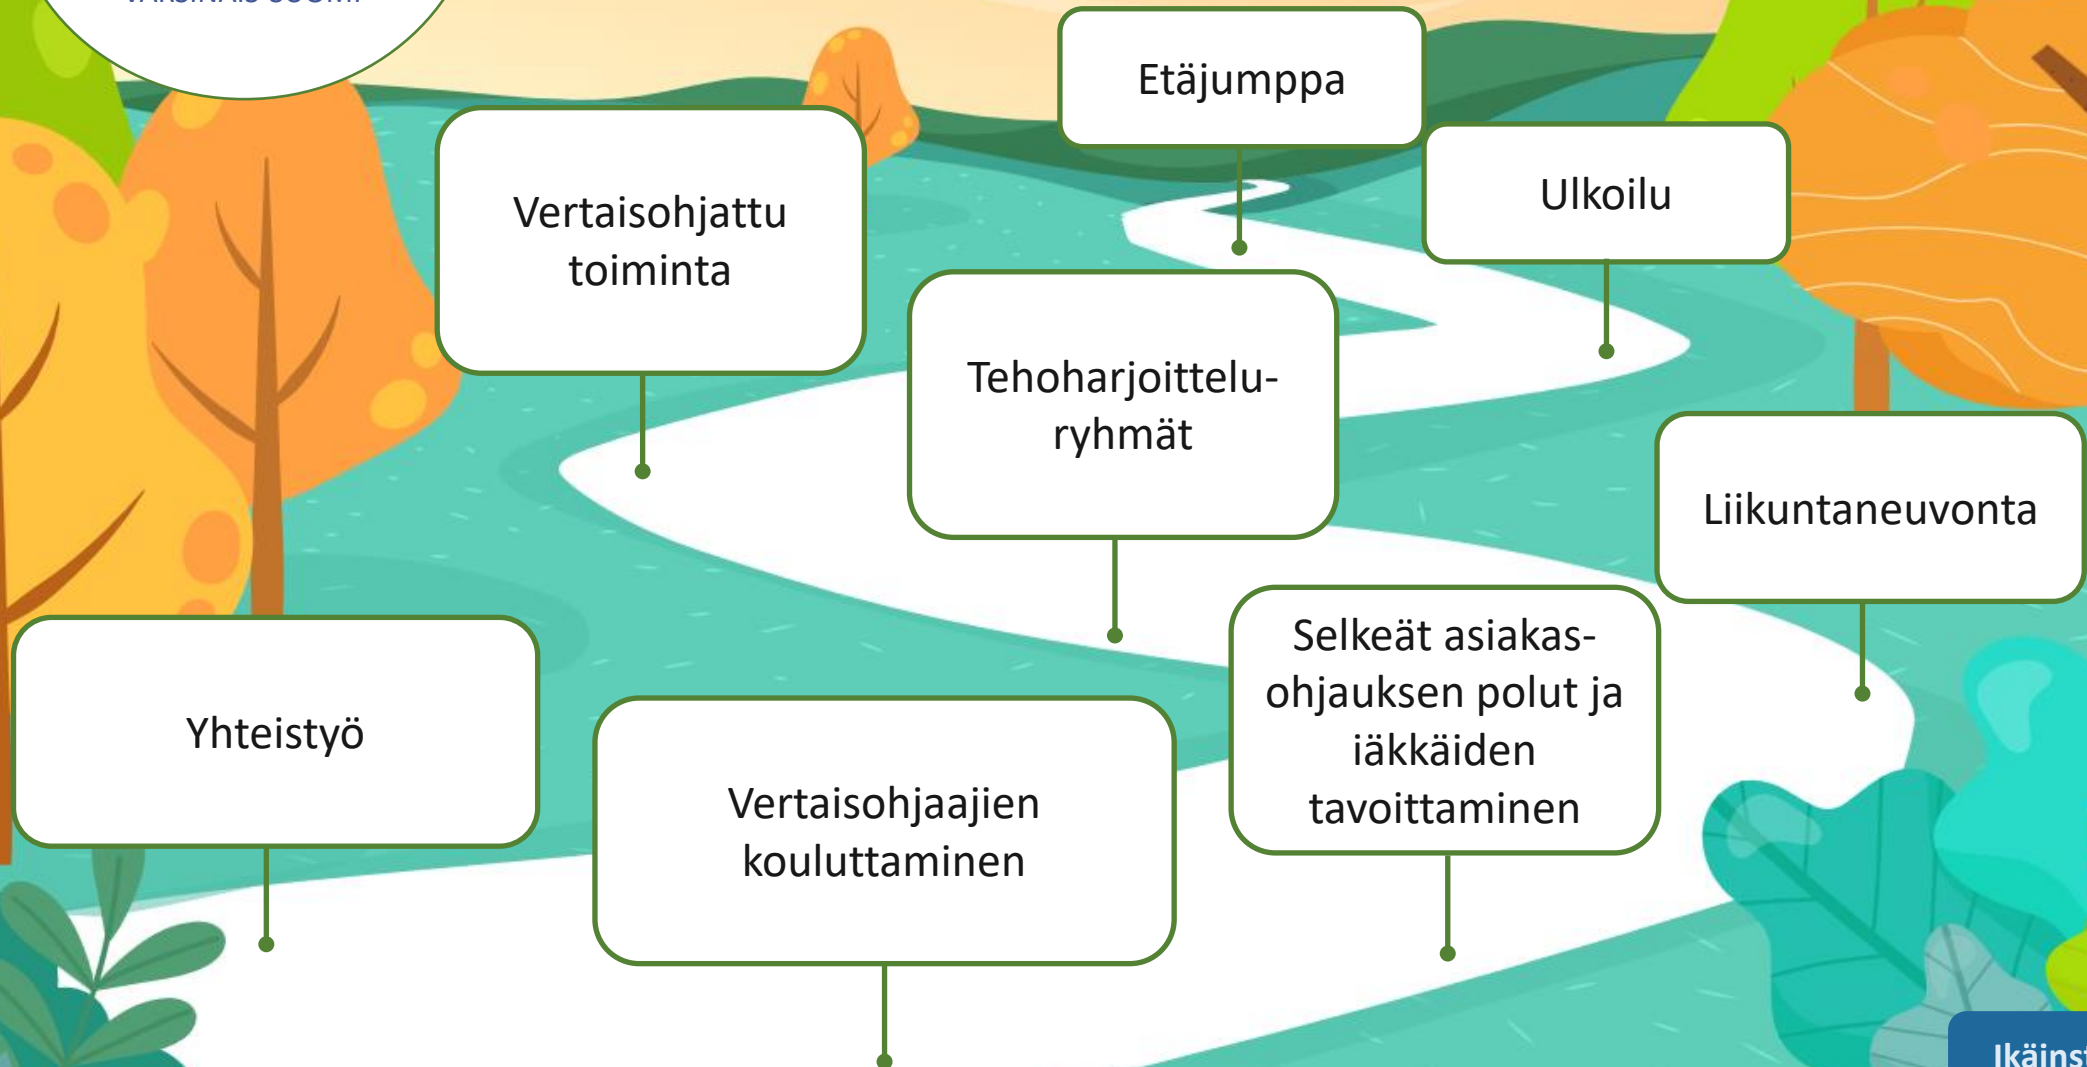 Etäjumppa
Ulkoilu
Vertaisohjattu
toiminta
Tehoharjoittelu-
ryhmät
Liikuntaneuvonta
Selkeät asiakas-
ohjauksen polut ja
iäkkäiden
tavoittaminen
Yhteistyö
Vertaisohjaajien
kouluttaminen